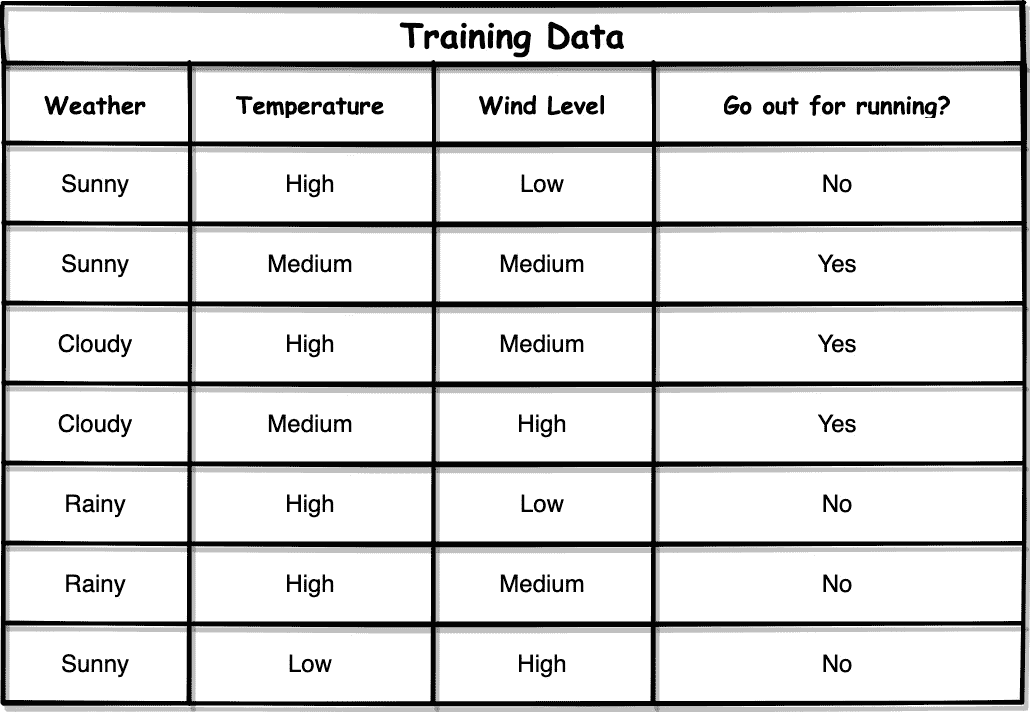 Training Data
Weather Temperature Wind Level Go out for running?
Sunny High Low No
Sunny Medium Medium Yes
Cloudy High Medium Yes
Cloudy Medium High Yes
Rainy High Low No
Rainy High Medium No
Sunny Low High No